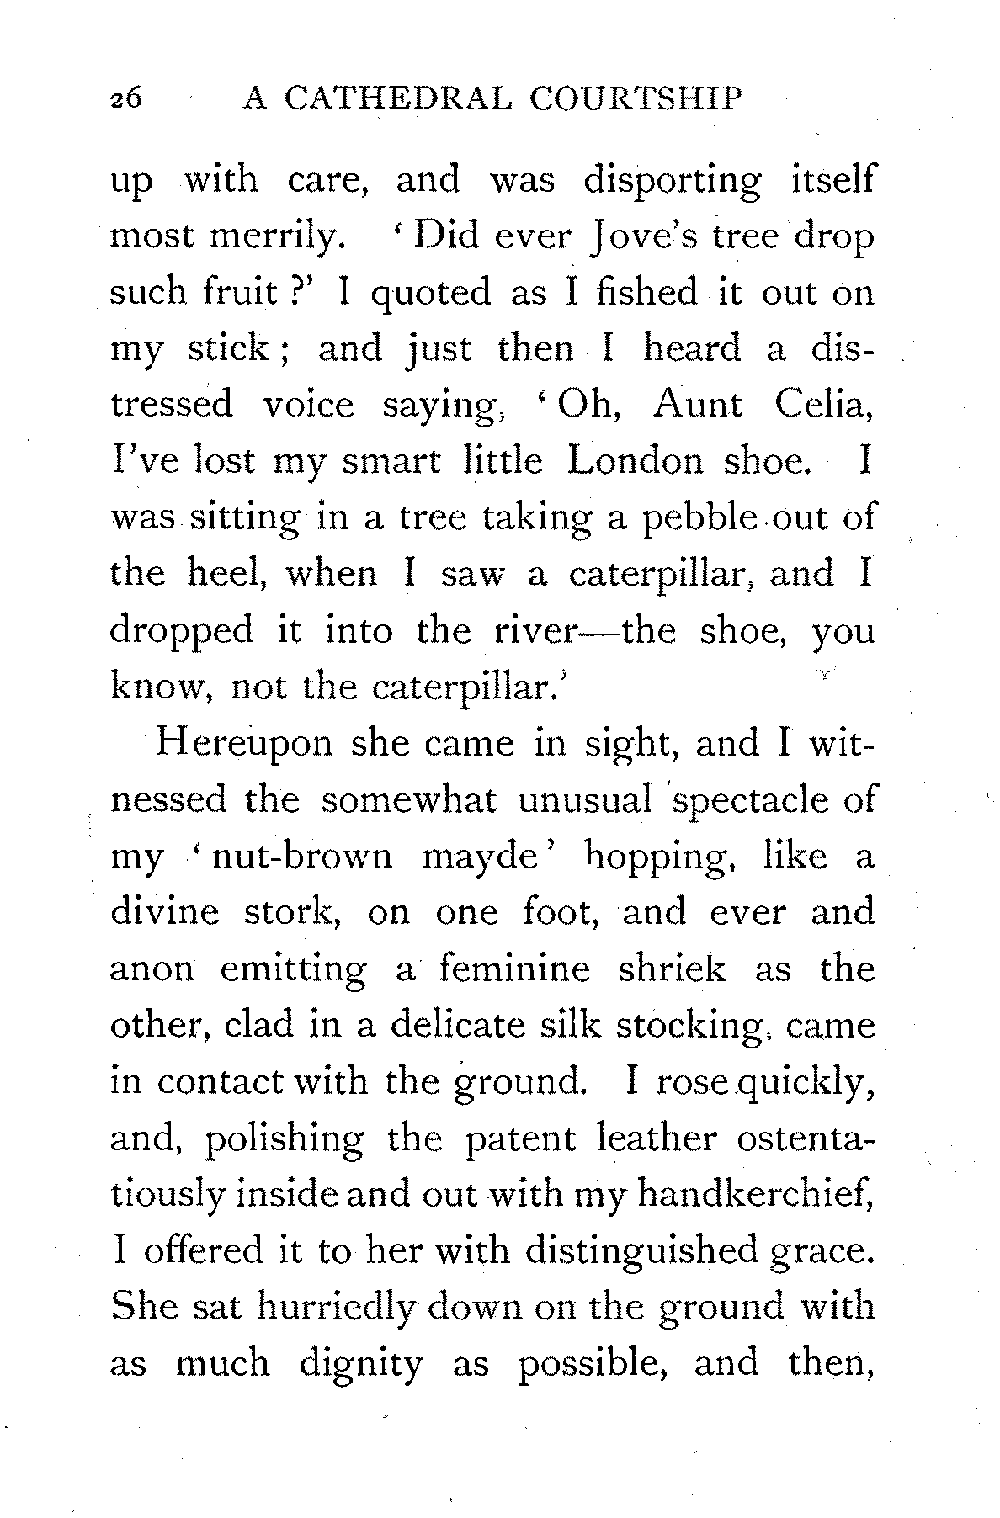 26 A CATHEDRAL COURTSHIP
up with care, and was disporting itself
most merrily. ‘Did ever Jove’s tree drop
such fruit?’ I quoted as I fished it out on
my stick; and just then I heard a dis-
tressed voice saying, ‘Oh, Aunt Celia,
I’ve lost my smart little London shoe. I
was sitting in a tree taking a pebble out of
the heel, when I saw a caterpillar, and I
dropped it into the river—the shoe, you
know, not the caterpillar.’
Hereupon she came in sight, and I wit-
nessed the somewhat unusual spectacle of
my ‘nut-brown mayde’ hopping, like a
divine stork, on one foot, and ever and
anon emitting a feminine shriek as the
other, clad in a delicate silk stocking, came
in contact with the ground. I rose quickly,
and, polishing the patent leather ostenta-
tiously inside and out with my handkerchief,
I offered it to her with distinguished grace.
She sat hurriedly down on the ground with
as much dignity as possible, and then,